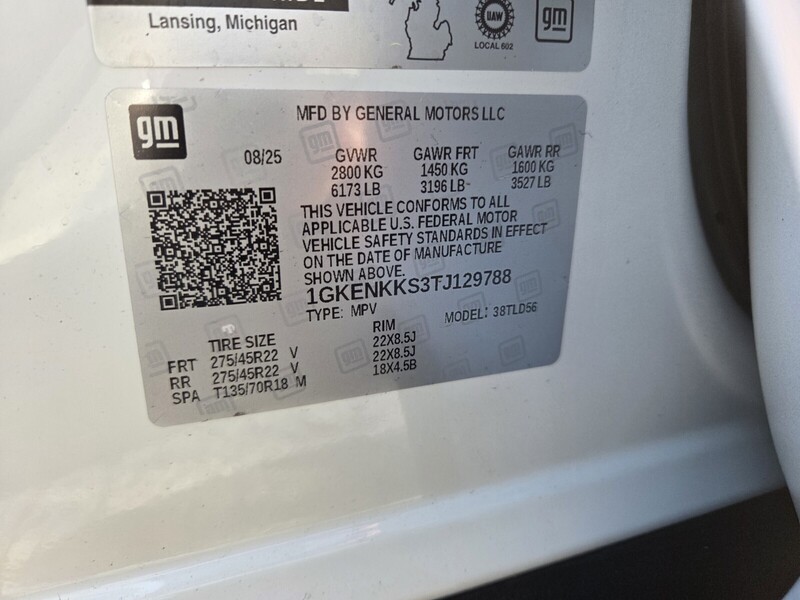 Lansing, Michigan
UAW
LOCAL 602
gm
gm
MFD BY GENERAL MOTORS LLC
08/25 GVWR GAWR FRT GAWR RR
2800 KG 1450 KG 1600 KG
6173 LB 3196 LB 3527 LB
THIS VEHICLE CONFORMS TO ALL
APPLICABLE U.S. FEDERAL MOTOR
VEHICLE SAFETY STANDARDS IN EFFECT
ON THE DATE OF MANUFACTURE
SHOWN ABOVE.
1GKENKKS3TJ129788
TYPE: MPV MODEL: 38TLD56
TIRE SIZE RIM
FRT 275/45R22 V 22X8.5J
RR 275/45R22 V 22X8.5J
SPA T135/70R18 M 18X4.5B